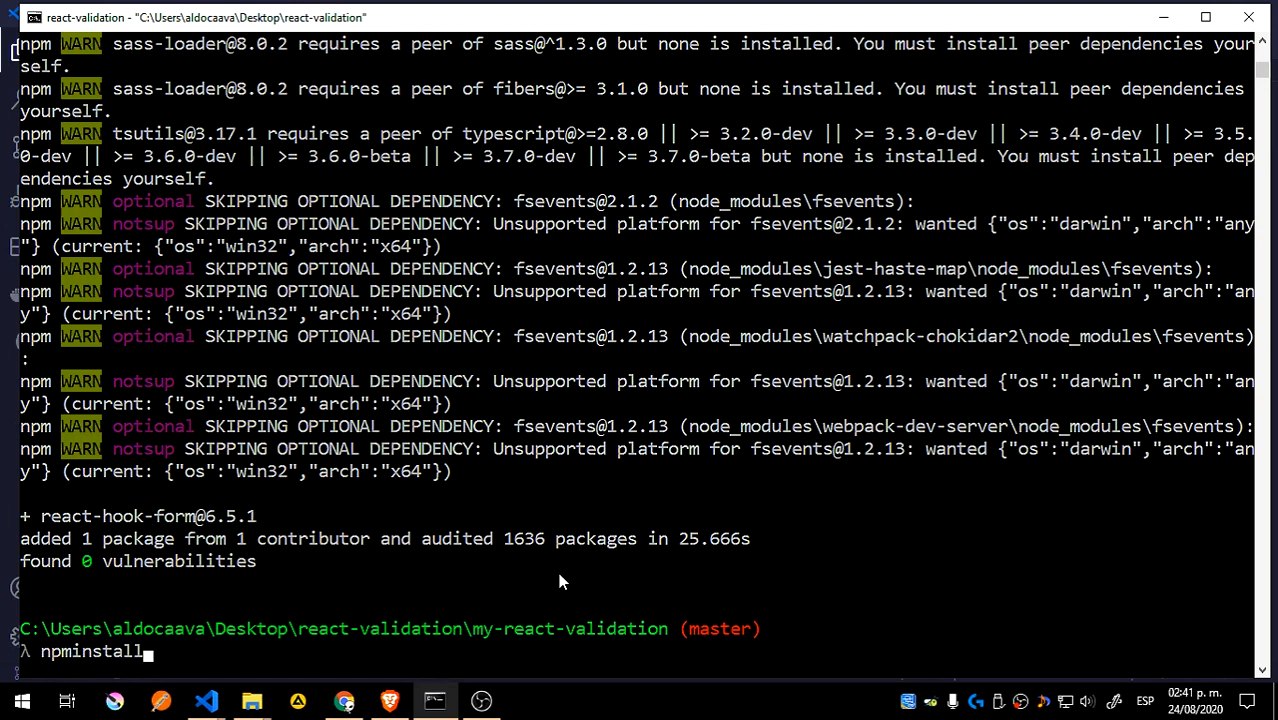 react-validation - "C:\Users\aldocaava\Desktop\react-validation"
npm WARN sass-loader@8.0.2 requires a peer of sass@^1.3.0 but none is installed. You must install peer dependencies your
self.
npm WARN sass-loader@8.0.2 requires a peer of fibers@>= 3.1.0 but none is installed. You must install peer dependencies
yourself.
npm WARN tsutils@3.17.1 requires a peer of typescript@>=2.8.0 || >= 3.2.0-dev || >= 3.3.0-dev || >= 3.4.0-dev || >= 3.5.
0-dev || >= 3.6.0-dev || >= 3.6.0-beta || >= 3.7.0-dev || >= 3.7.0-beta but none is installed. You must install peer dep
endencies yourself.
npm WARN optional SKIPPING OPTIONAL DEPENDENCY: fsevents@2.1.2 (node_modules\fsevents):
npm WARN notsup SKIPPING OPTIONAL DEPENDENCY: Unsupported platform for fsevents@2.1.2: wanted {"os":"darwin","arch":"any
"} (current: {"os":"win32","arch":"x64"})
npm WARN optional SKIPPING OPTIONAL DEPENDENCY: fsevents@1.2.13 (node_modules\jest-haste-map\node_modules\fsevents):
npm WARN notsup SKIPPING OPTIONAL DEPENDENCY: Unsupported platform for fsevents@1.2.13: wanted {"os":"darwin","arch":"an
y"} (current: {"os":"win32","arch":"x64"})
npm WARN optional SKIPPING OPTIONAL DEPENDENCY: fsevents@1.2.13 (node_modules\watchpack-chokidar2\node_modules\fsevents)
:
npm WARN notsup SKIPPING OPTIONAL DEPENDENCY: Unsupported platform for fsevents@1.2.13: wanted {"os":"darwin","arch":"an
y"} (current: {"os":"win32","arch":"x64"})
npm WARN optional SKIPPING OPTIONAL DEPENDENCY: fsevents@1.2.13 (node_modules\webpack-dev-server\node_modules\fsevents):
npm WARN notsup SKIPPING OPTIONAL DEPENDENCY: Unsupported platform for fsevents@1.2.13: wanted {"os":"darwin","arch":"an
y"} (current: {"os":"win32","arch":"x64"})
+ react-hook-form@6.5.1
added 1 package from 1 contributor and audited 1636 packages in 25.666s
found 0 vulnerabilities
C:\Users\aldocaava\Desktop\react-validation\my-react-validation (master)
λ npminstall
ESP
02:41 p. m.
24/08/2020